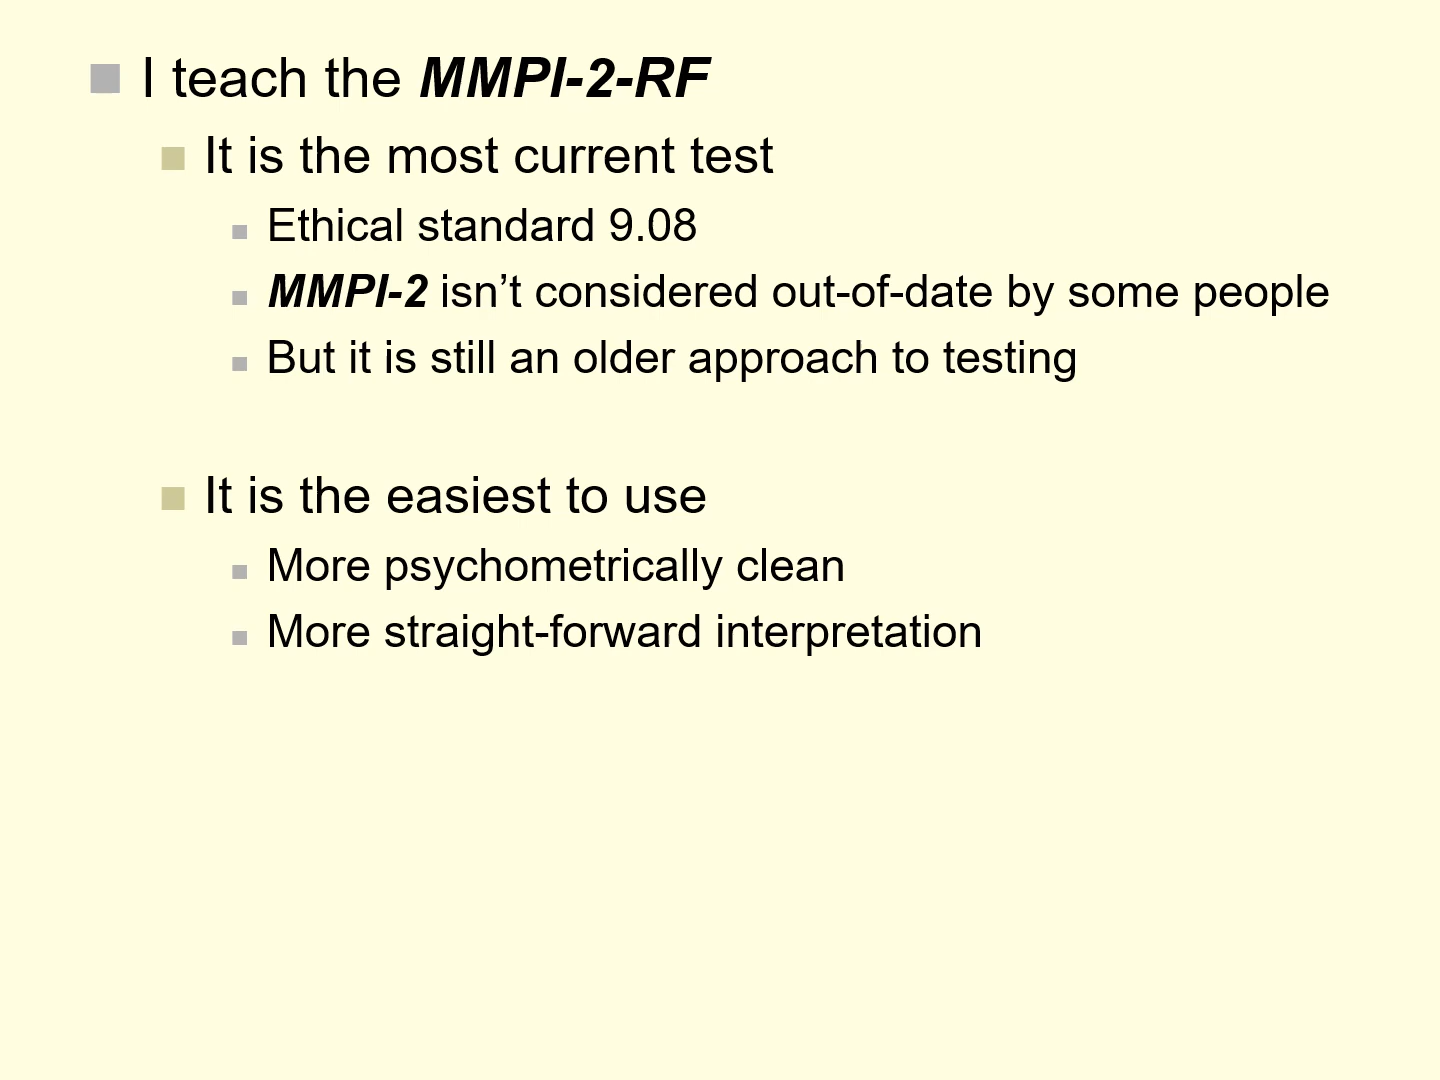 I teach the MMPI-2-RF
It is the most current test
Ethical standard 9.08
MMPI-2 isn’t considered out-of-date by some people
But it is still an older approach to testing
It is the easiest to use
More psychometrically clean
More straight-forward interpretation